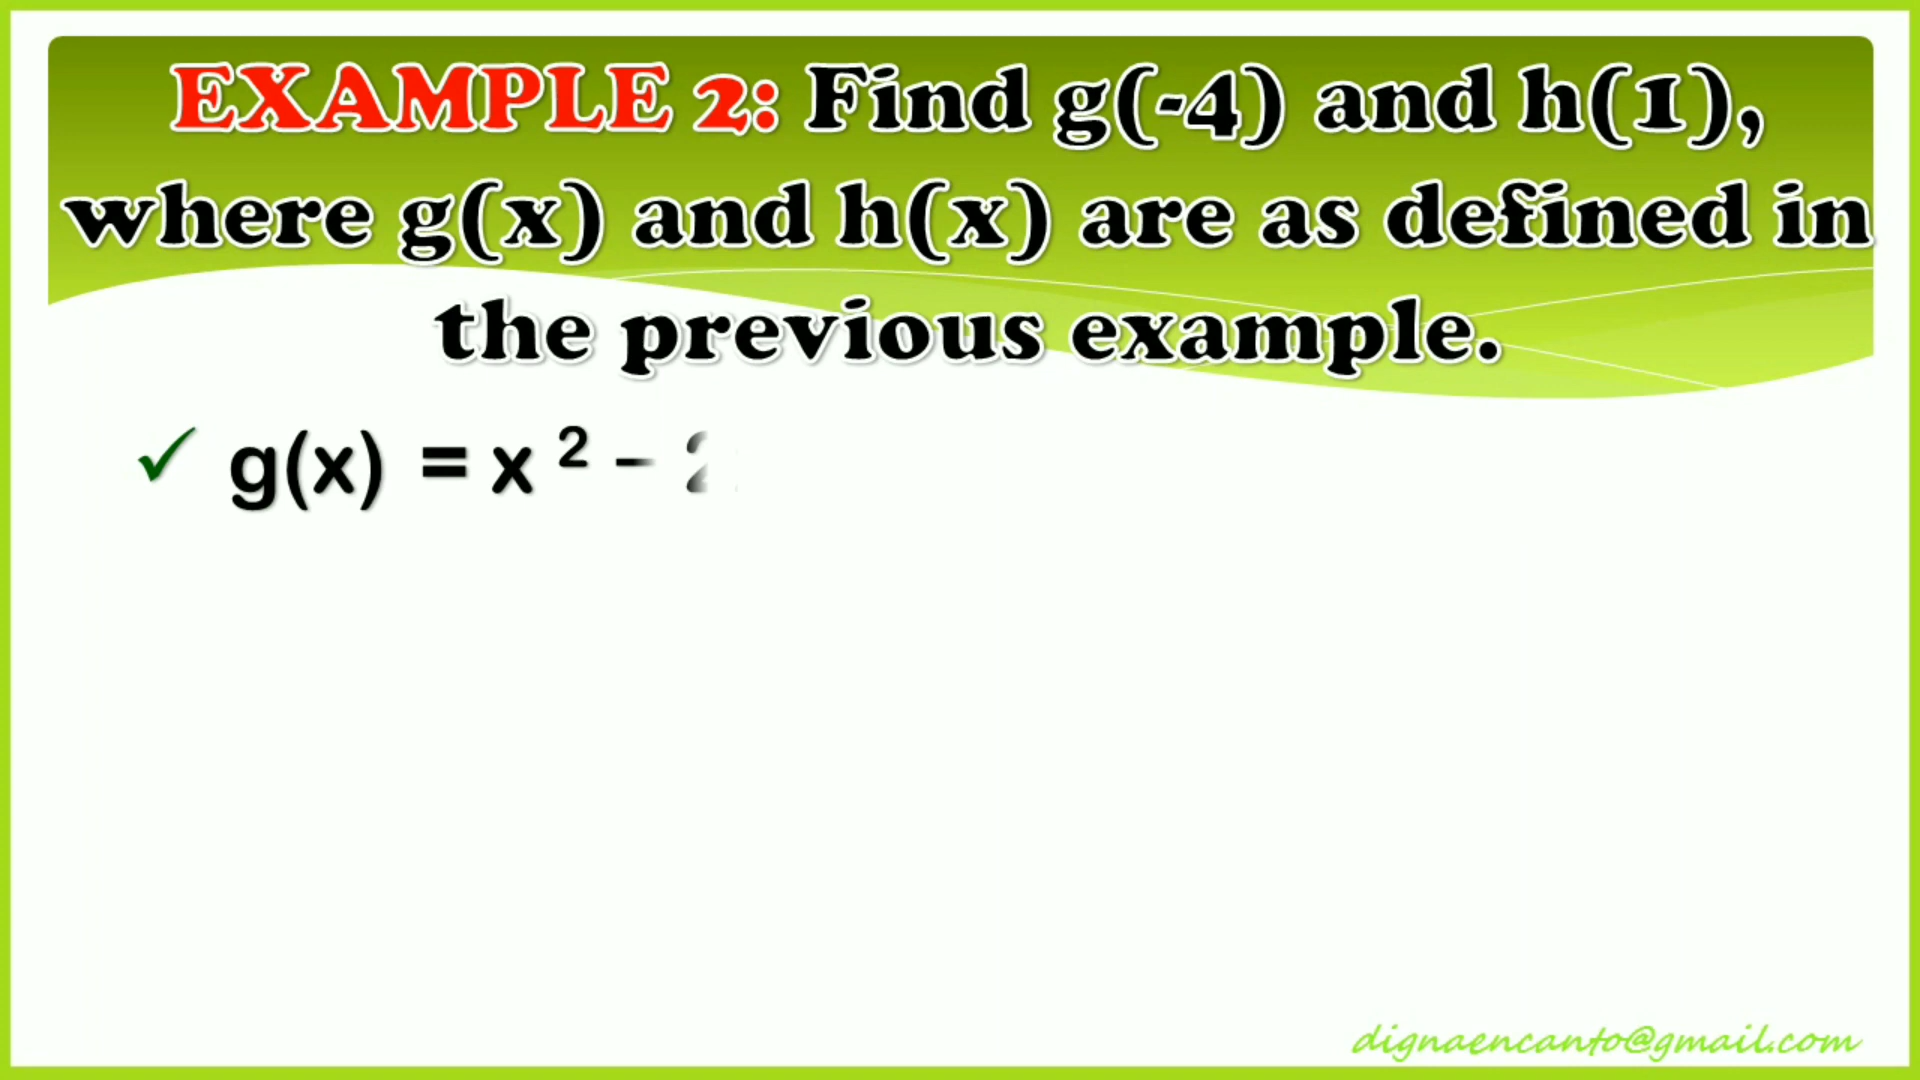 EXAMPLE 2: Find g(-4) and h(1),
where g(x) and h(x) are as defined in
the previous example.
✓ g(x) = x ² – 2
dignaencanto@gmail.com